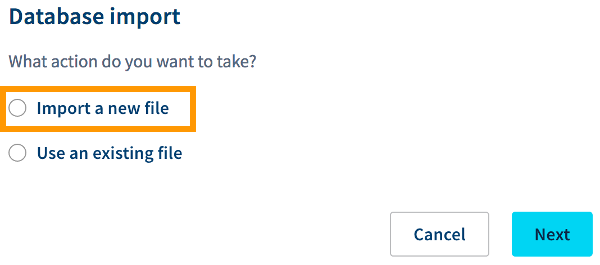 Database import
What action do you want to take?
Import a new file
Use an existing file
Cancel Next